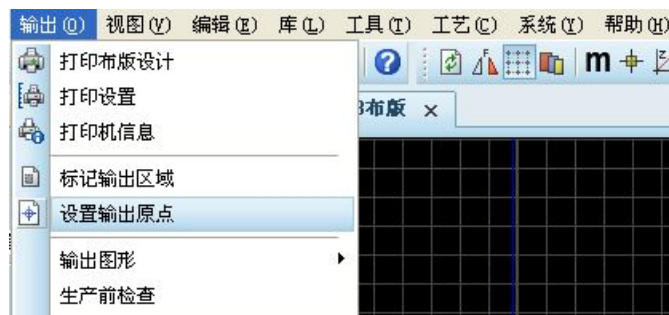 输出(O) 视图(V) 编辑(E) 库(L) 工具(T) 工艺(C) 系统(Y) 帮助(H)
打印布版设计
打印设置
m
布版 ×
打印机信息
标记输出区域
设置输出原点
输出图形
生产前检查